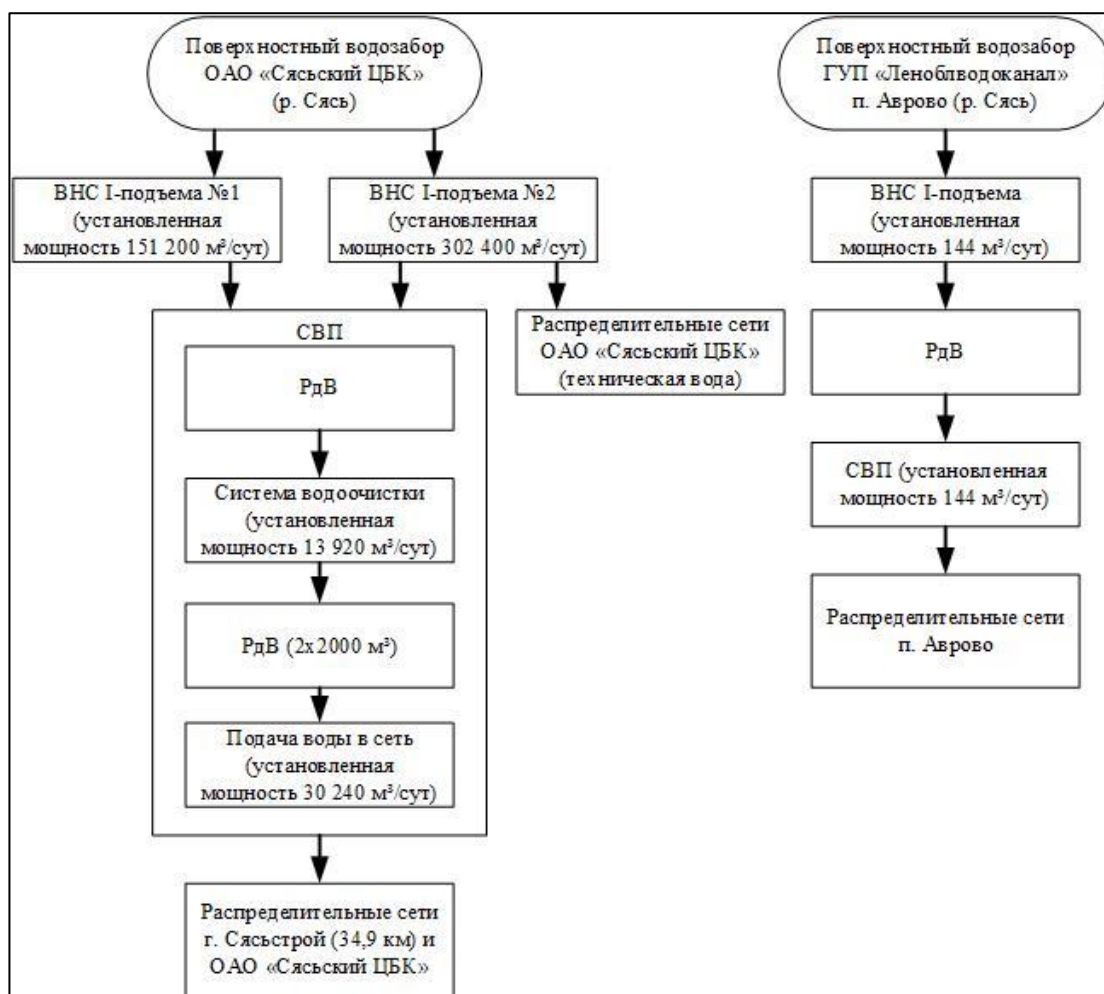 Поверхностный водозабор
ОАО «Сясьский ЦБК»
(р. Сясь)
ВНС I-подъема №1
(установленная
мощность 151 200 м³/сут)
ВНС I-подъема №2
(установленная
мощность 302 400 м³/сут)
СВП
РдВ
Система водоочистки
(установленная
мощность 13 920 м³/сут)
РдВ (2х2000 м³)
Подача воды в сеть
(установленная
мощность 30 240 м³/сут)
Распределительные сети
г. Сясьстрой (34,9 км) и
ОАО «Сясьский ЦБК»
Распределительные сети
ОАО «Сясьский ЦБК»
(техническая вода)
Поверхностный водозабор
ГУП «Леноблводоканал»
п. Аврово (р. Сясь)
ВНС I-подъема
(установленная
мощность 144 м³/сут)
РдВ
СВП (установленная
мощность 144 м³/сут)
Распределительные сети
п. Аврово